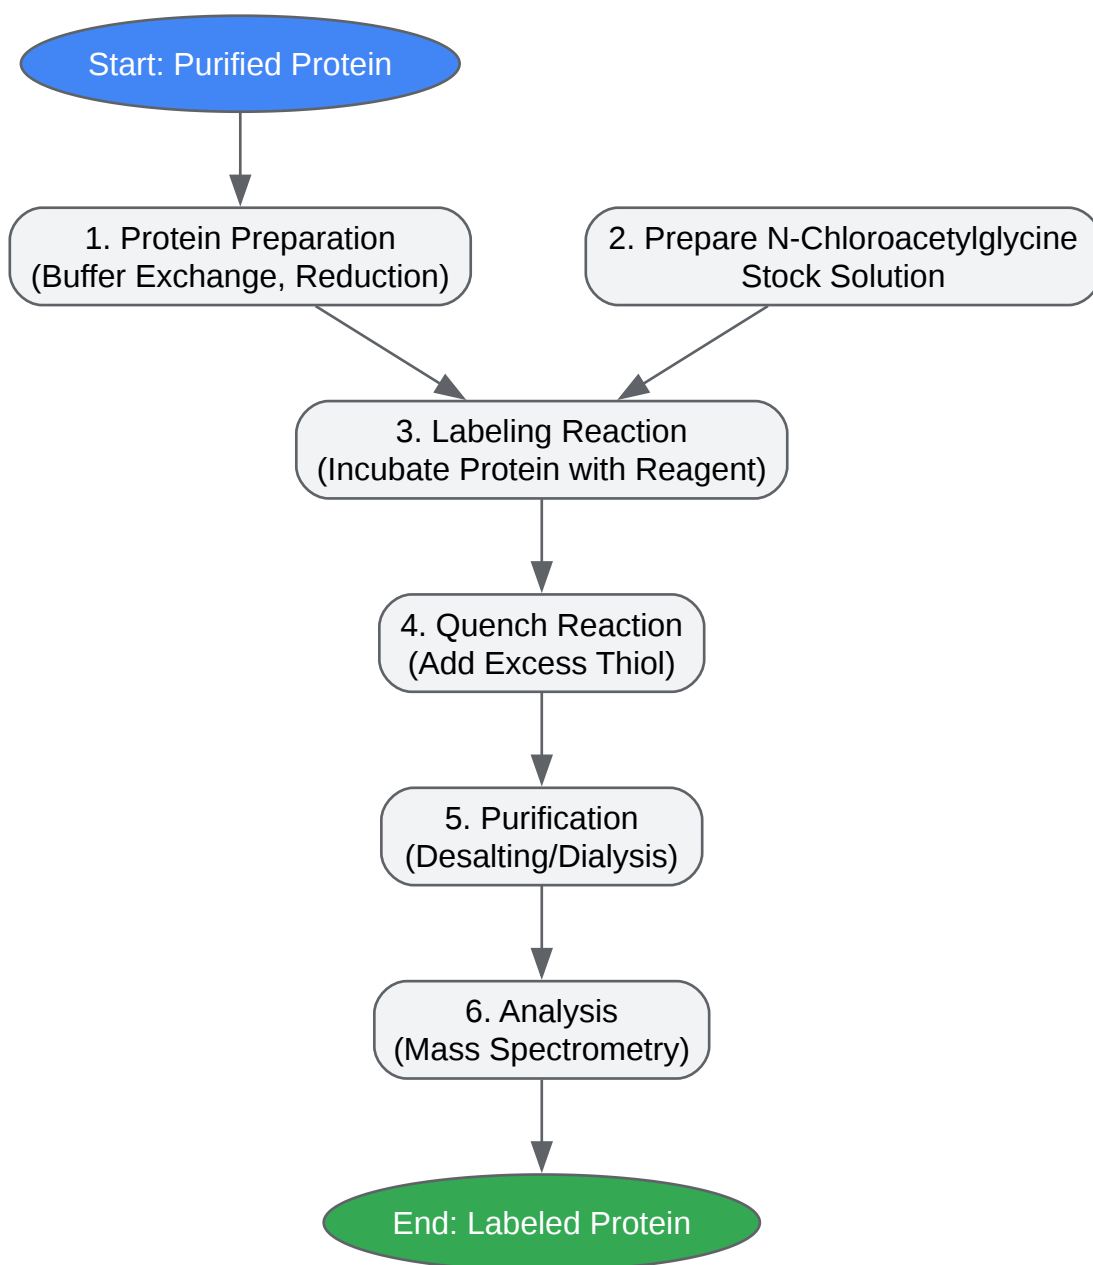 Start: Purified Protein
1. Protein Preparation
(Buffer Exchange, Reduction)
2. Prepare N-Chloroacetylglycine
Stock Solution
3. Labeling Reaction
(Incubate Protein with Reagent)
4. Quench Reaction
(Add Excess Thiol)
5. Purification
(Desalting/Dialysis)
6. Analysis
(Mass Spectrometry)
End: Labeled Protein